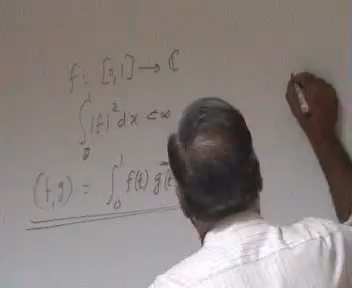 f : [0,1] → ℂ
∫₀¹ |f|² dx < ∞
(f,g) = ∫₀¹ f(t) g(t